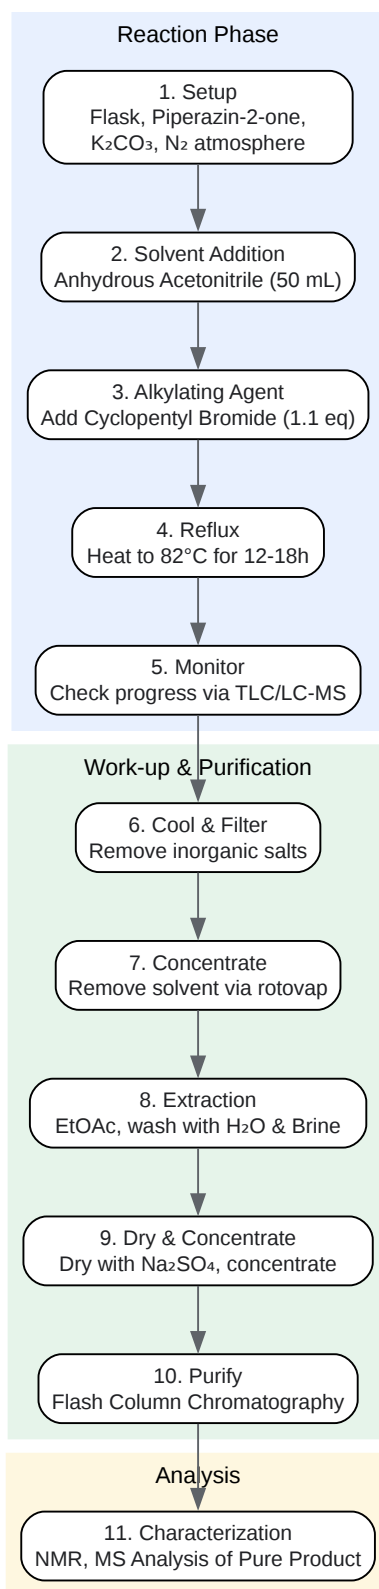 Reaction Phase
1. Setup
Flask, Piperazin-2-one,
K₂CO₃, N₂ atmosphere
2. Solvent Addition
Anhydrous Acetonitrile (50 mL)
3. Alkylating Agent
Add Cyclopentyl Bromide (1.1 eq)
4. Reflux
Heat to 82°C for 12-18h
5. Monitor
Check progress via TLC/LC-MS
Work-up & Purification
6. Cool & Filter
Remove inorganic salts
7. Concentrate
Remove solvent via rotovap
8. Extraction
EtOAc, wash with H₂O & Brine
9. Dry & Concentrate
Dry with Na₂SO₄, concentrate
10. Purify
Flash Column Chromatography
Analysis
11. Characterization
NMR, MS Analysis of Pure Product